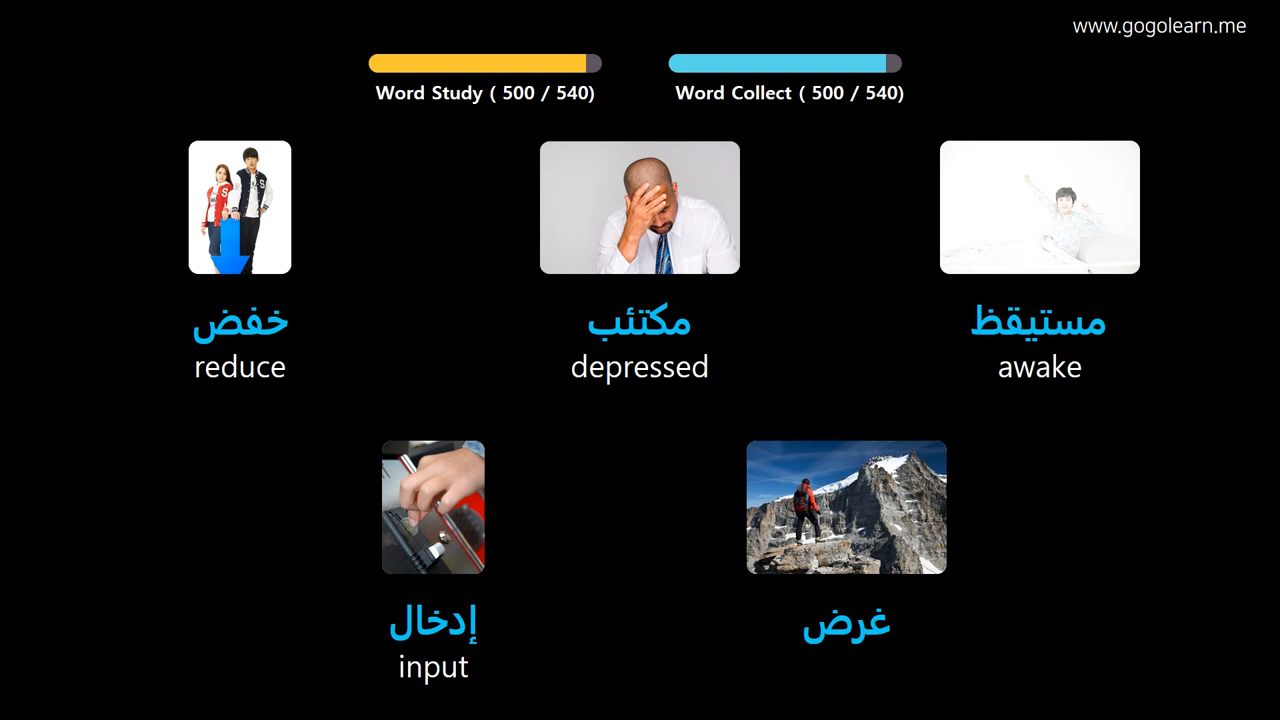 www.gogolearn.me
Word Study ( 500 / 540)
Word Collect ( 500 / 540)
خفض
reduce
مكتئب
depressed
مستيقظ
awake
إدخال
input
غرض